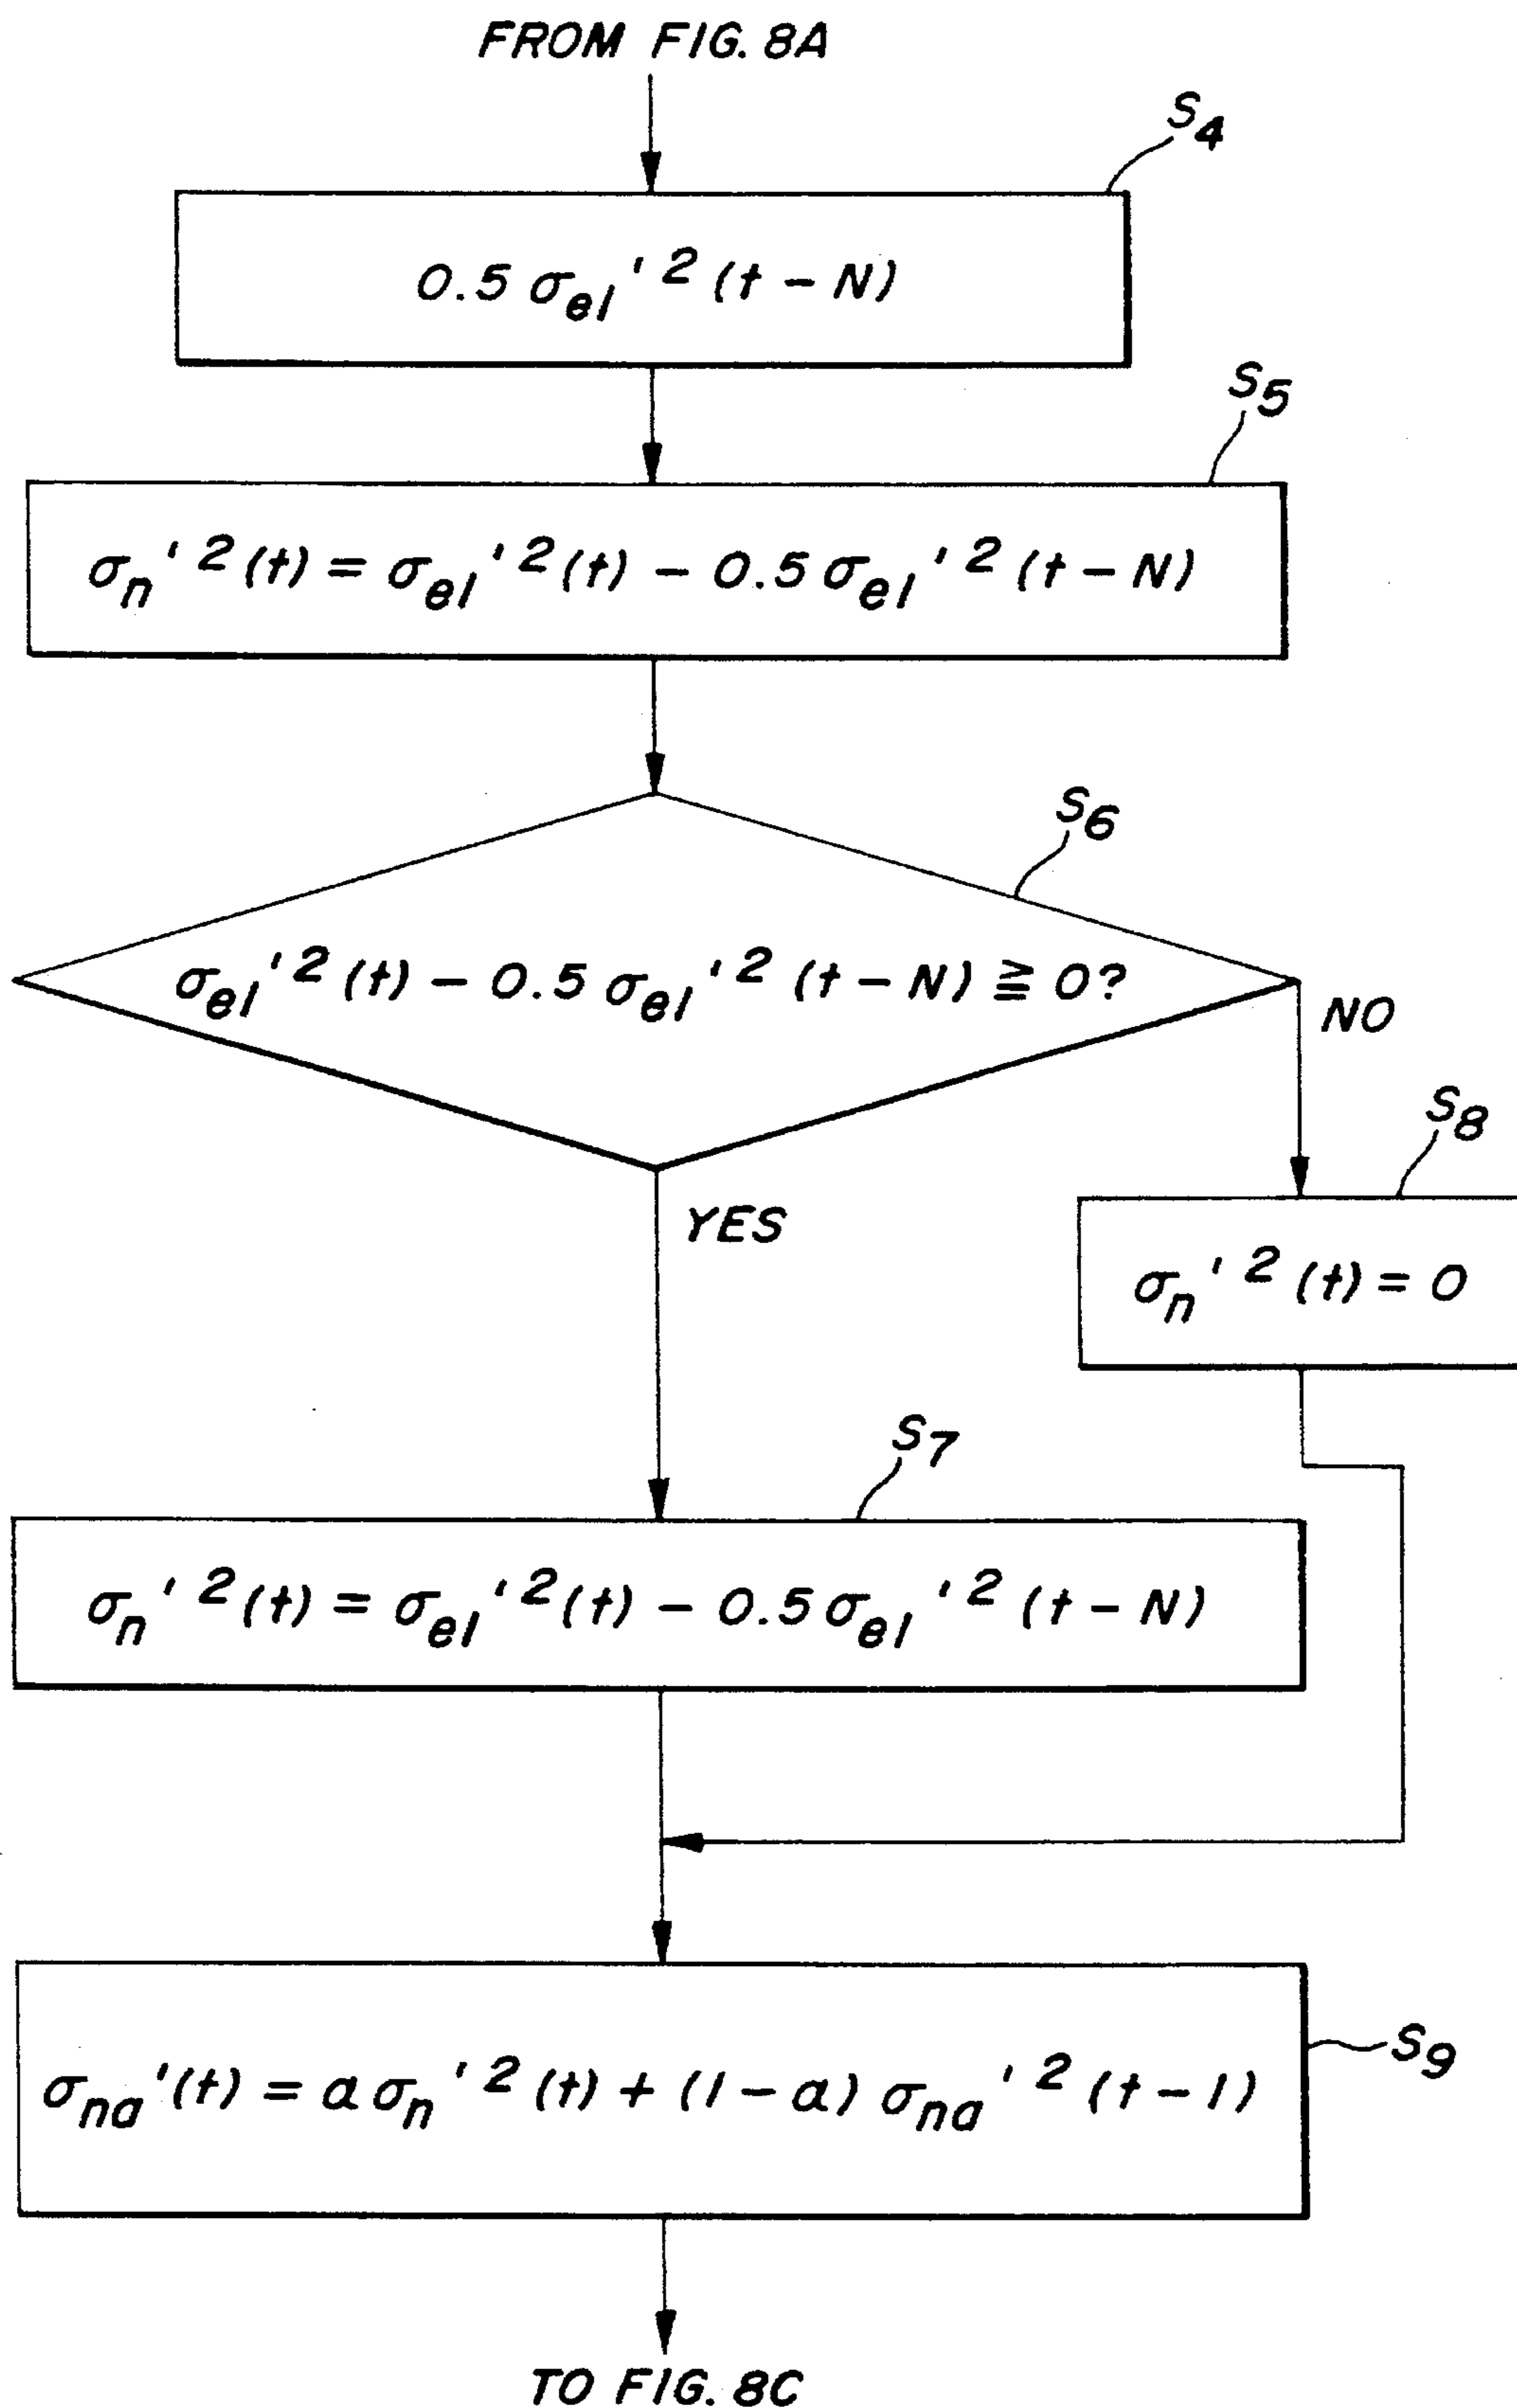 FROM FIG. 8A
S4
0.5 σel'²(t − N)
S5
σn'²(t) = σel'²(t) − 0.5 σel'²(t − N)
S6
σel'²(t) − 0.5 σel'²(t − N) ≧ 0?
NO
S8
YES
σn'²(t) = 0
S7
σn'²(t) = σel'²(t) − 0.5 σel'²(t − N)
S9
σna'(t) = aσn'²(t) + (1 − a) σna'²(t − 1)
TO FIG. 8C